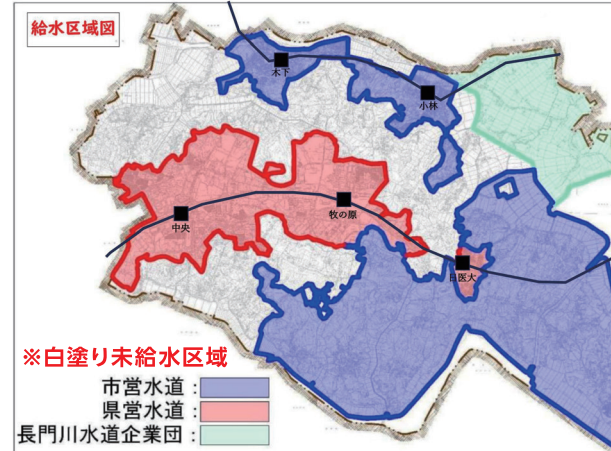 給水区域図
木下
小林
牧の原
中央
日医大
※白塗り未給水区域
市営水道：
県営水道：
長門川水道企業団：